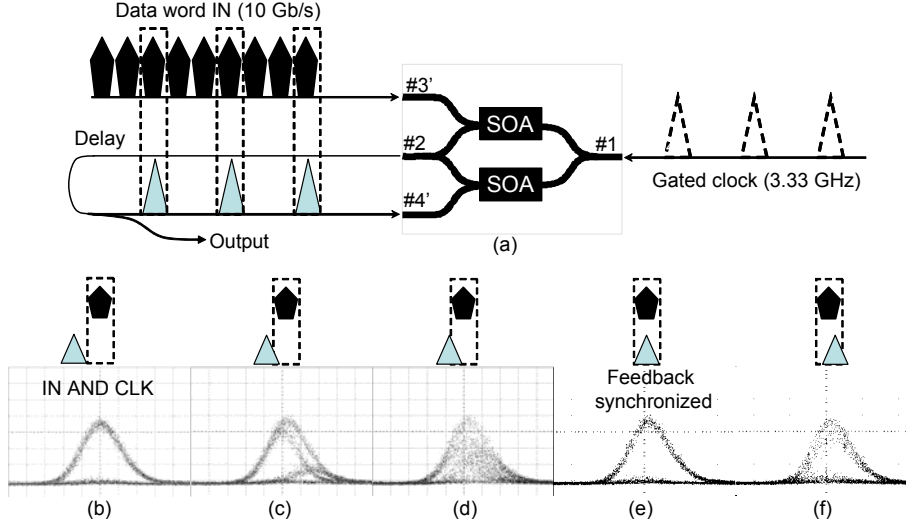 Data word IN (10 Gb/s)
#3'
SOA
Delay
#2
#1
SOA
Gated clock (3.33 GHz)
#4'
Output
(a)
IN AND CLK
Feedback
synchronized
(b)
(c)
(d)
(e)
(f)